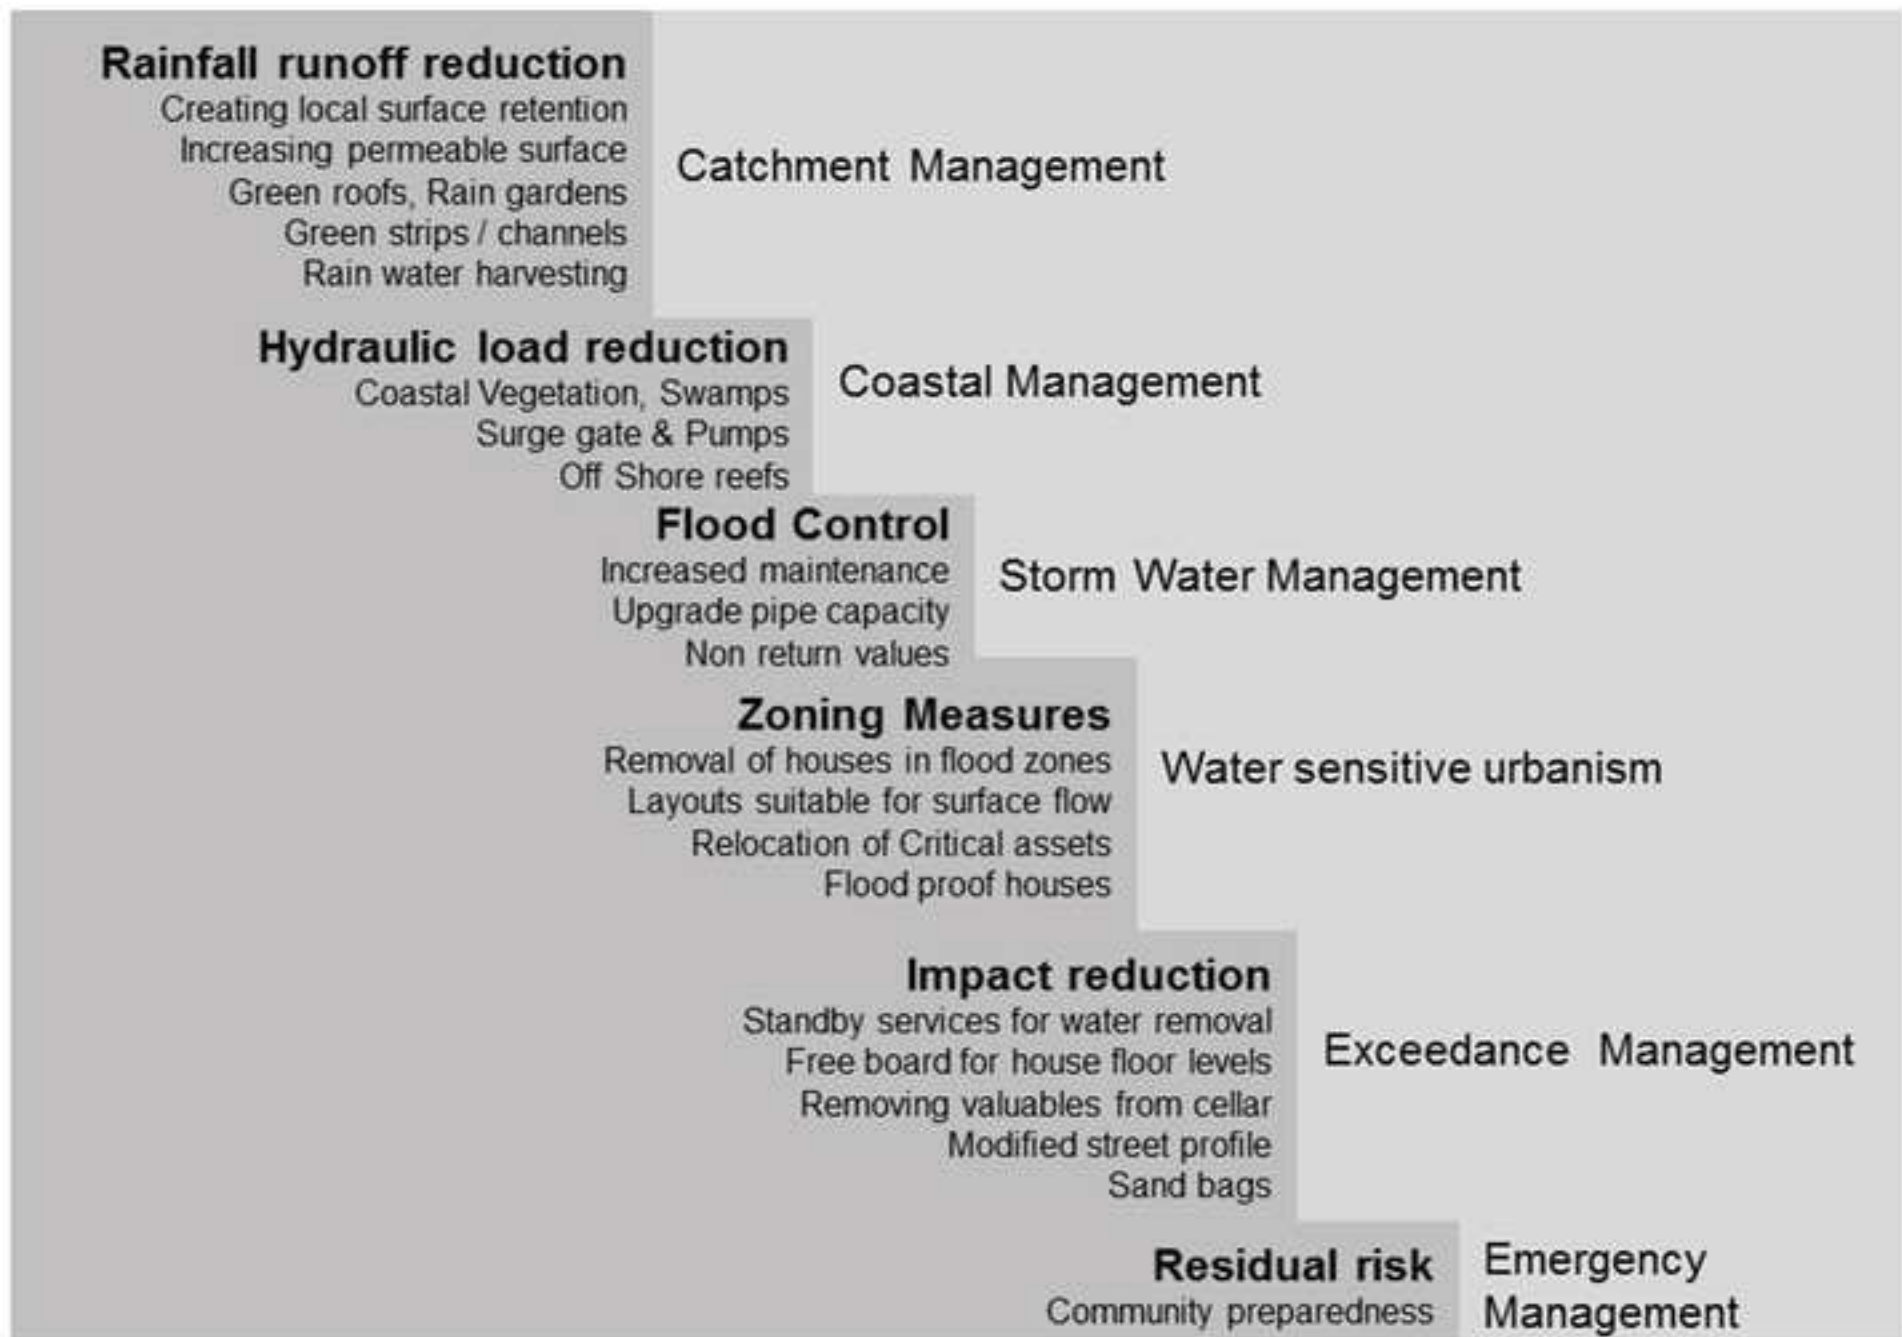 Rainfall runoff reduction
Creating local surface retention
Increasing permeable surface
Green roofs, Rain gardens
Green strips / channels
Rain water harvesting
Catchment Management
Hydraulic load reduction
Coastal Vegetation, Swamps
Surge gate & Pumps
Off Shore reefs
Coastal Management
Flood Control
Increased maintenance
Upgrade pipe capacity
Non return values
Storm Water Management
Zoning Measures
Removal of houses in flood zones
Layouts suitable for surface flow
Relocation of Critical assets
Flood proof houses
Water sensitive urbanism
Impact reduction
Standby services for water removal
Free board for house floor levels
Removing valuables from cellar
Modified street profile
Sand bags
Exceedance Management
Residual risk
Community preparedness
Emergency
Management